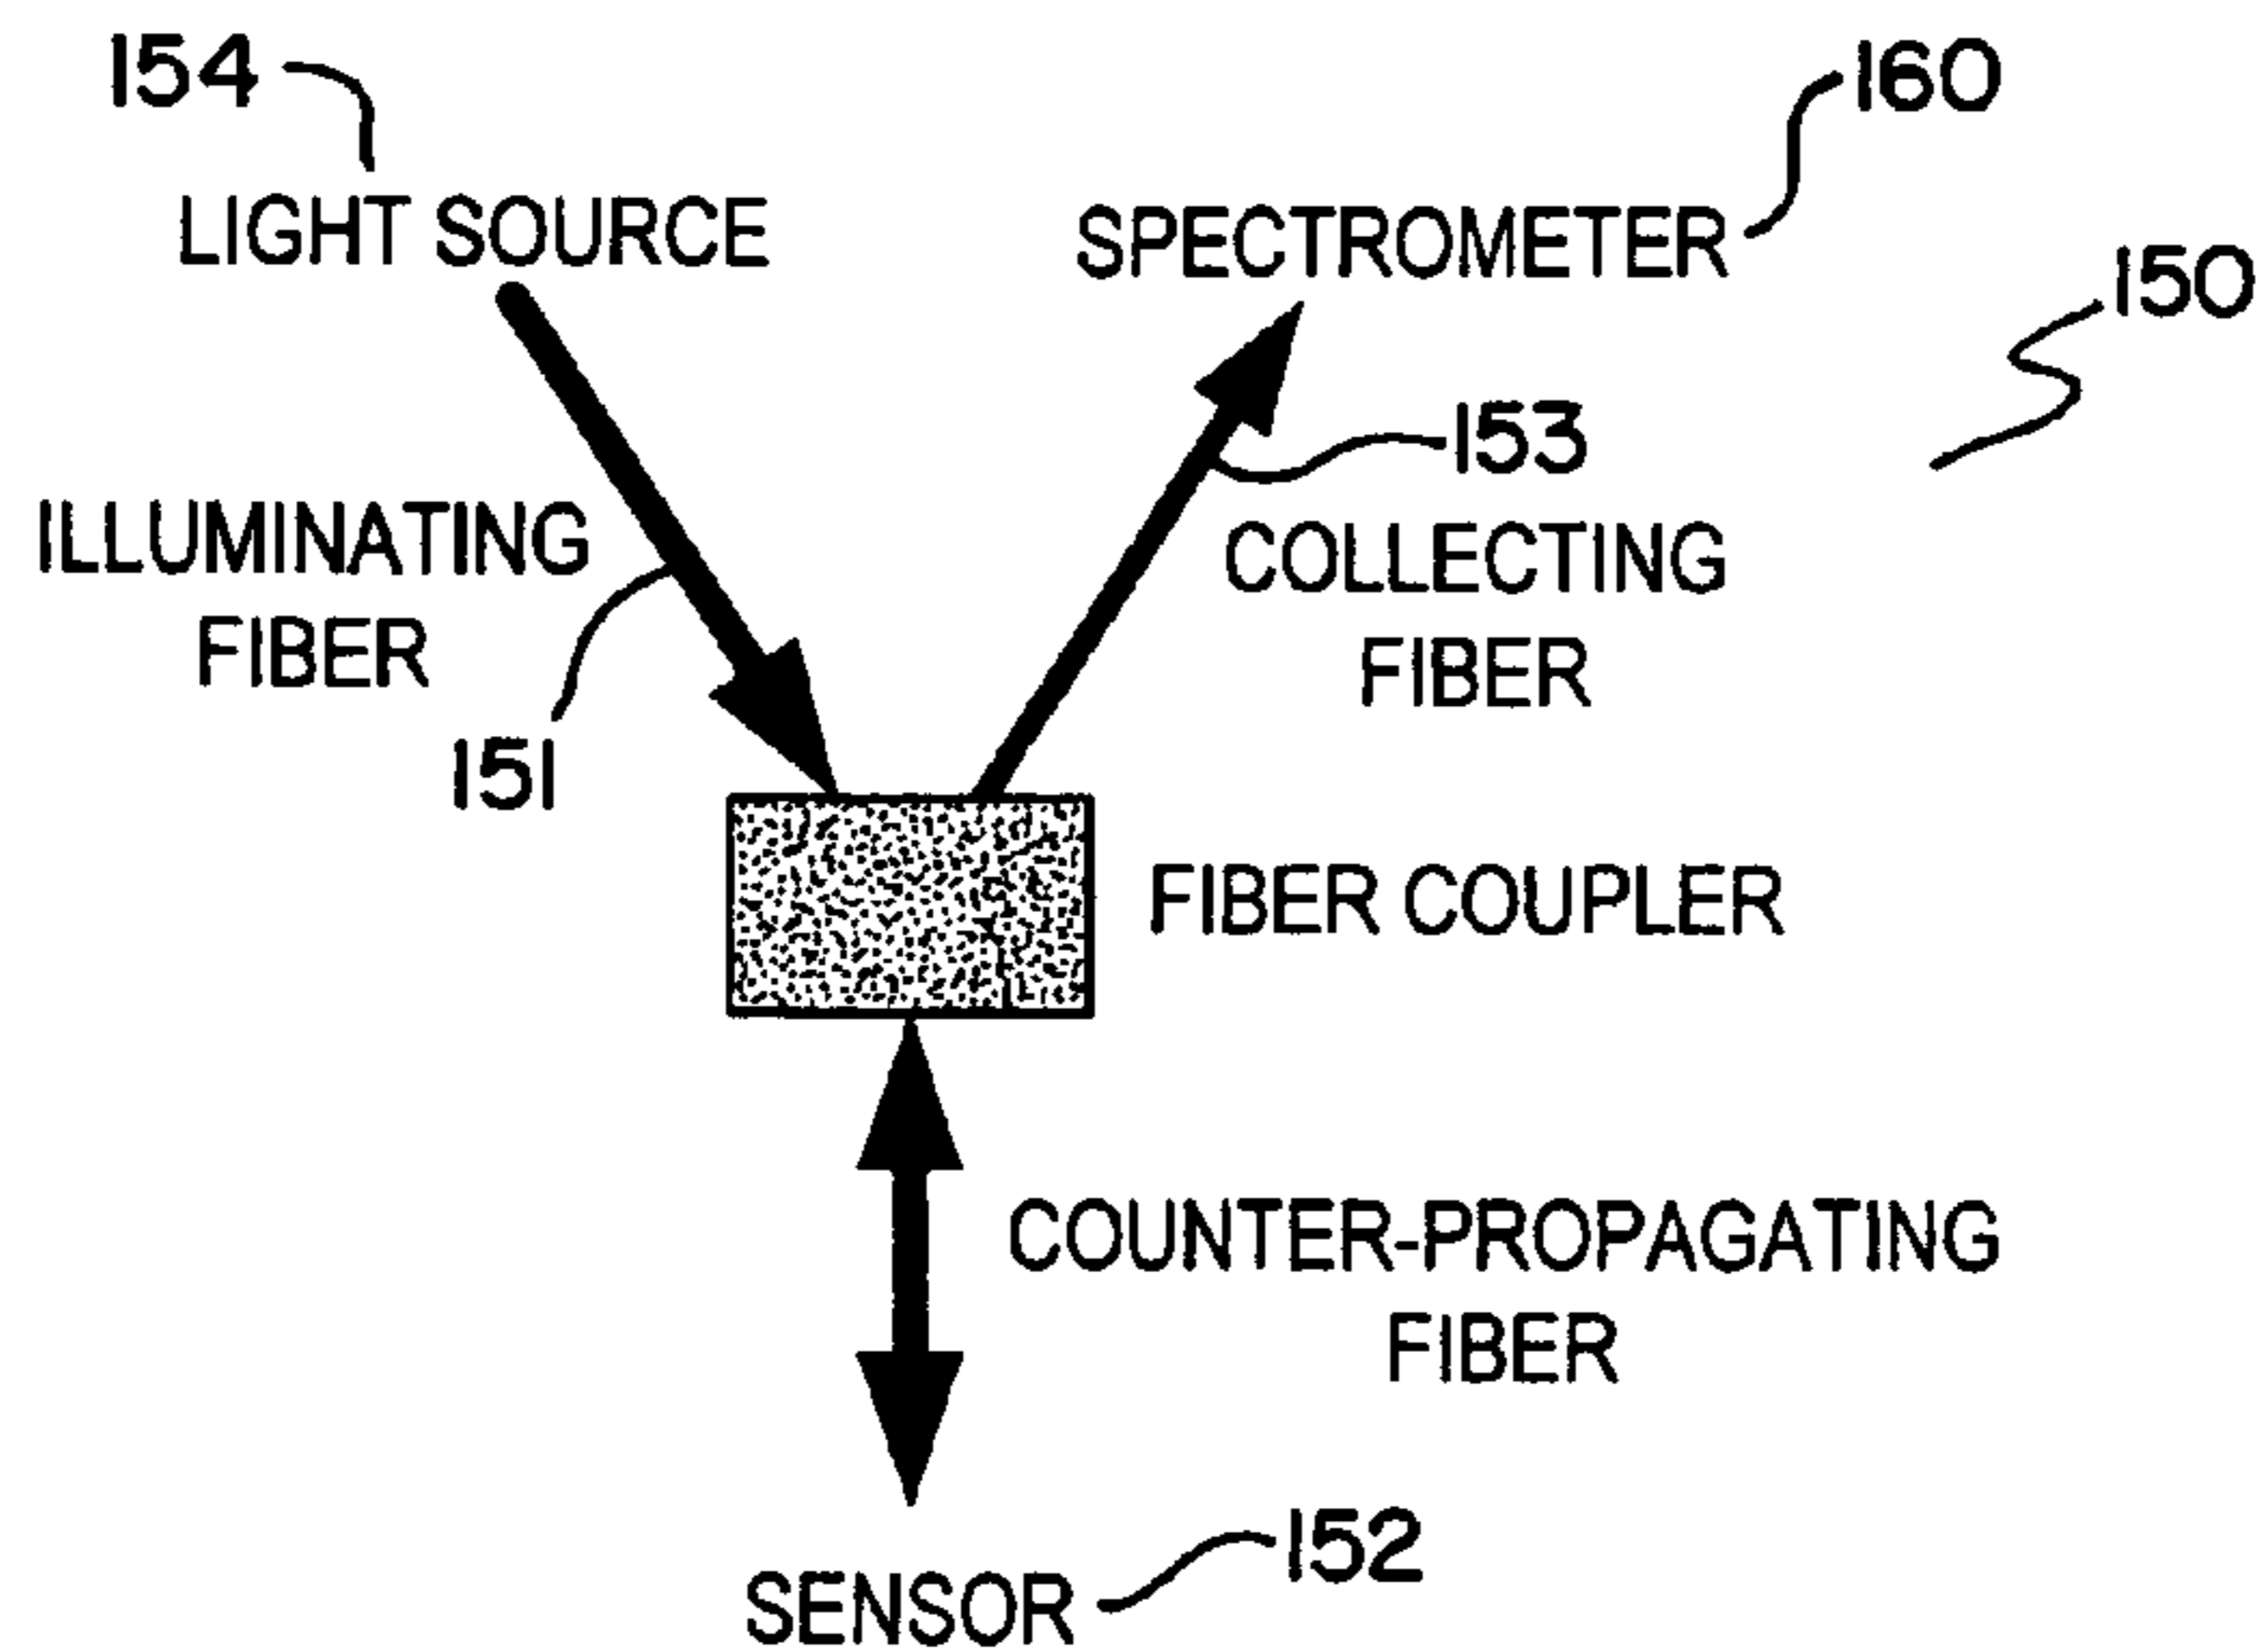 154
160
LIGHT SOURCE
SPECTROMETER
150
153
ILLUMINATING
FIBER
COLLECTING
FIBER
151
FIBER COUPLER
COUNTER-PROPAGATING
FIBER
152
SENSOR